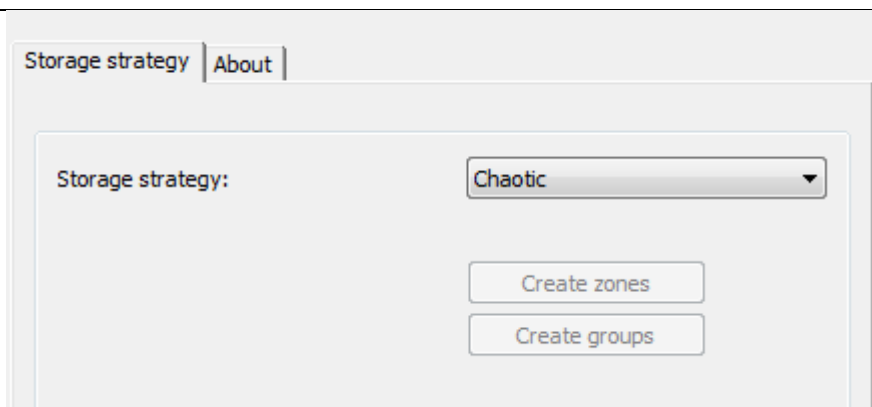 Storage strategy About
Storage strategy: Chaotic
Create zones
Create groups